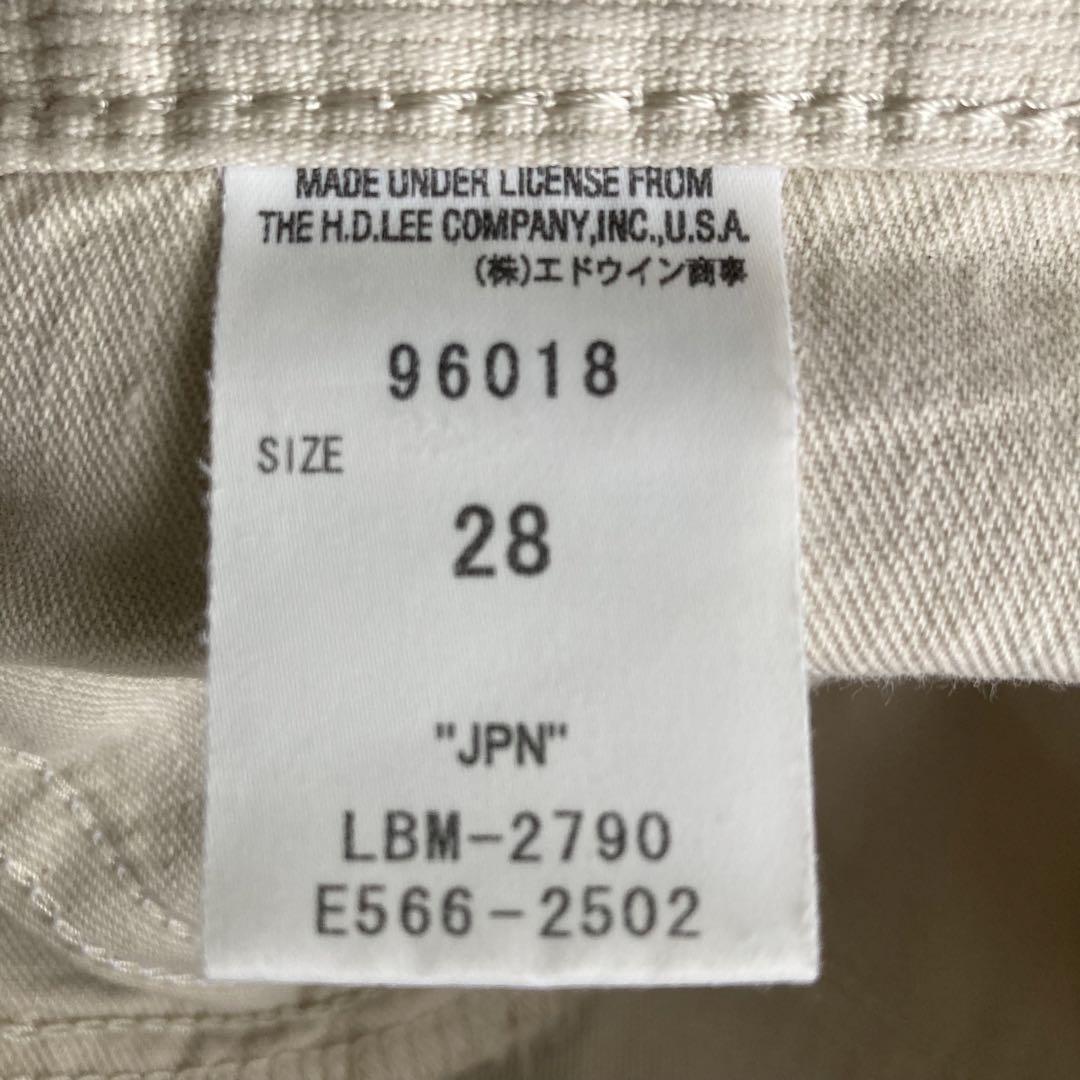 MADE UNDER LICENSE FROM
THE H.D.LEE COMPANY,INC.,U.S.A.
(株)エドウイン商事
96018
SIZE
28
"JPN"
LBM-2790
E566-2502